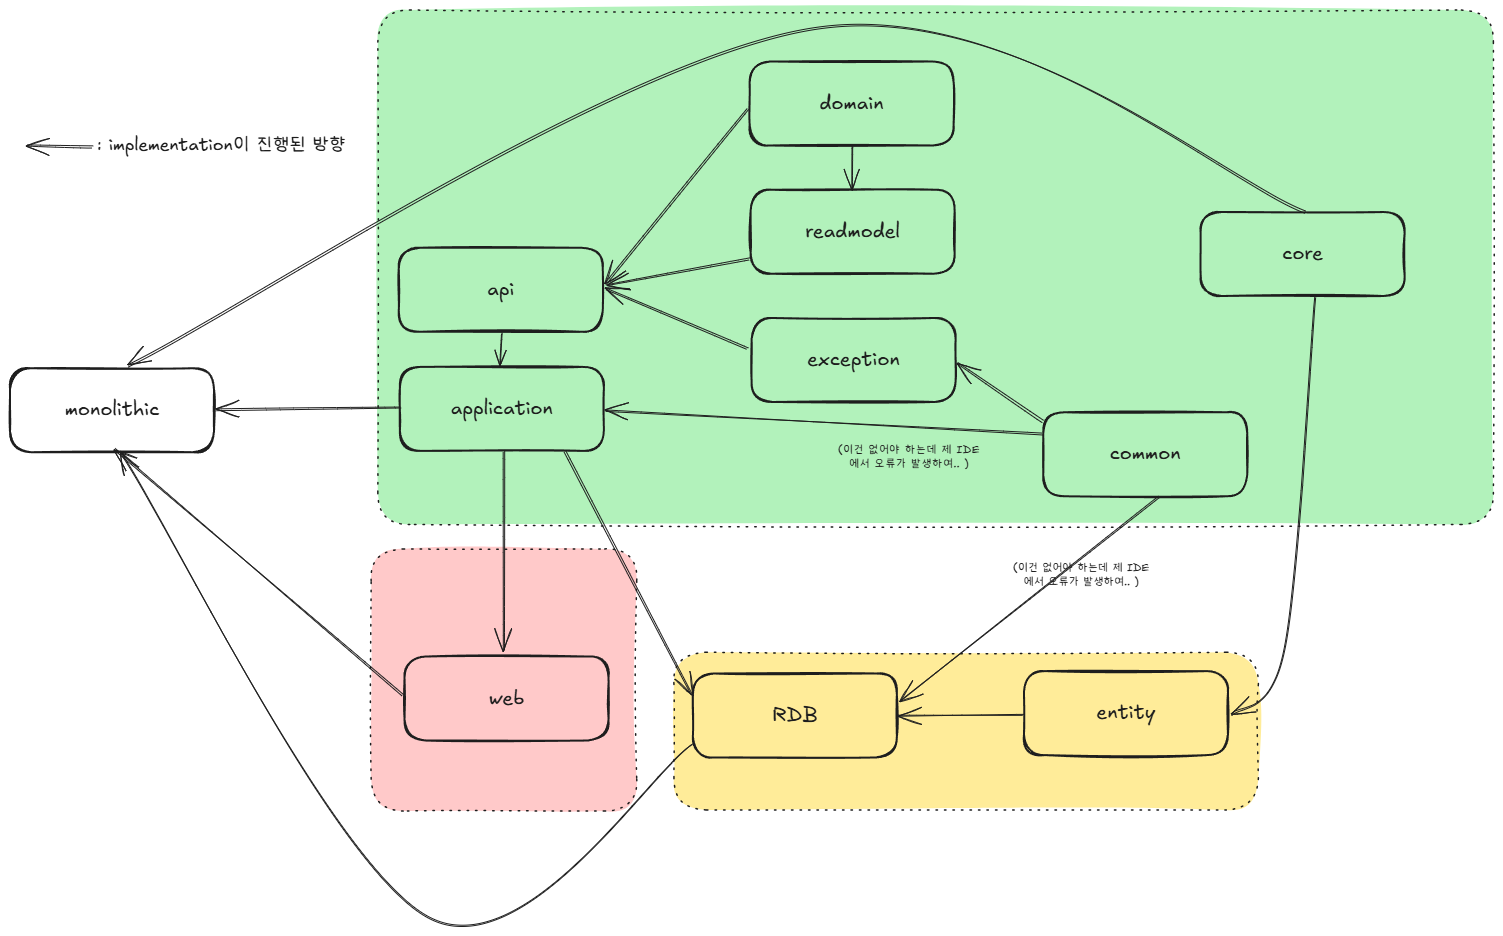 domain
: implementation이 진행된 방향
readmodel
core
api
exception
monolithic
application
(이건 없어야 하는데 제 IDE
에서 오류가 발생하여.. )
common
(이건 없어야 하는데 제 IDE
에서 오류가 발생하여.. )
web
RDB
entity